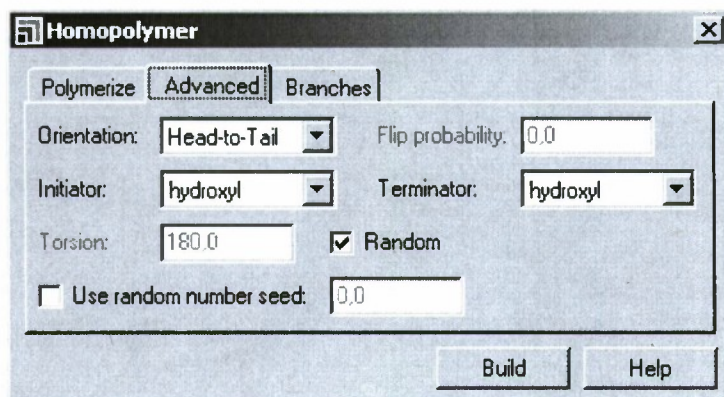 Homopolymer
Polymerize Advanced Branches
Orientation: Head-to-Tail Flip probability: 0,0
Initiator: hydroxyl Terminator: hydroxyl
Torsion: 180,0 Random
Use random number seed: 0,0
Build Help